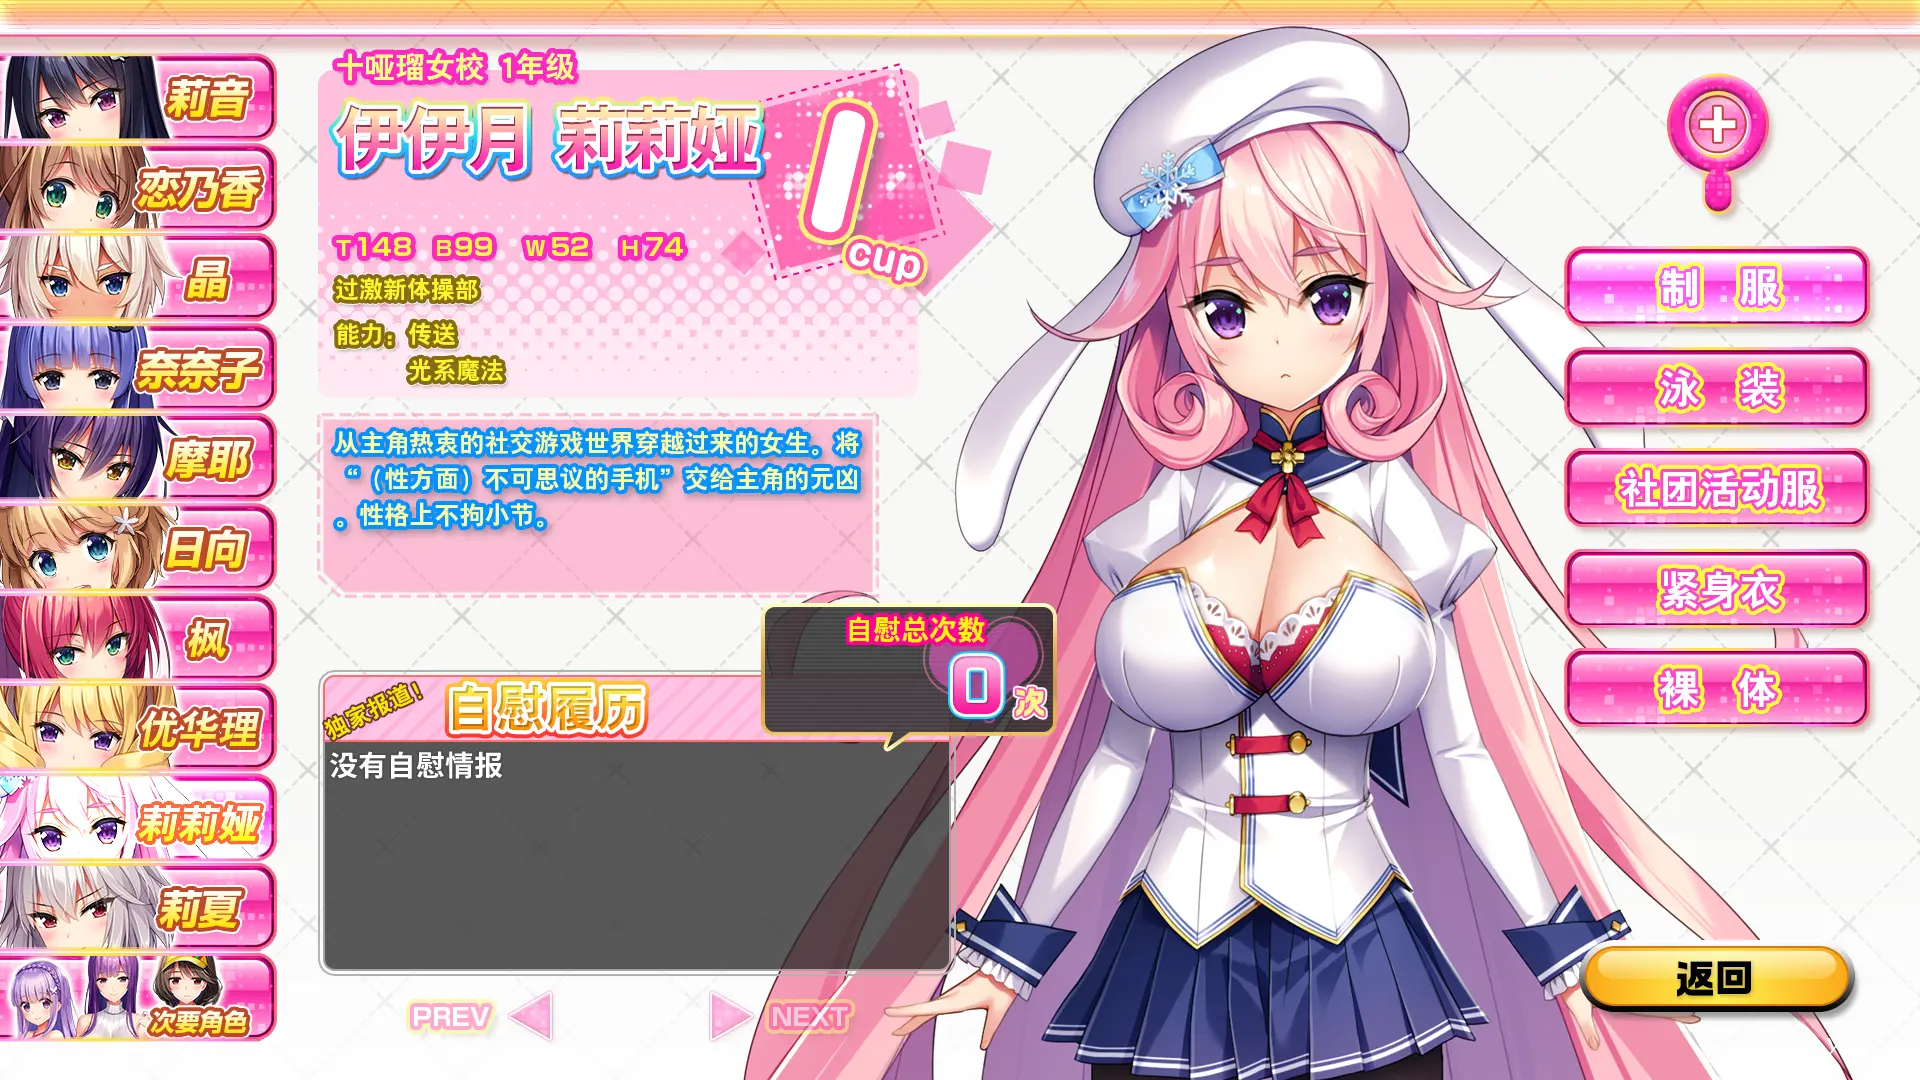 莉音
恋乃香
晶
奈奈子
摩耶
日向
枫
优华理
莉莉娅
莉夏
次要角色
十哑瑠女校 1年级
伊伊月 莉莉娅
I cup
T148 B99 W52 H74
过激新体操部
能力：传送
光系魔法
从主角热衷的社交游戏世界穿越过来的女生。将
“（性方面）不可思议的手机”交给主角的元凶
。性格上不拘小节。
自慰总次数
0次
独家报道！
自慰履历
没有自慰情报
PREV
NEXT
制 服
泳 装
社团活动服
紧身衣
裸 体
返回